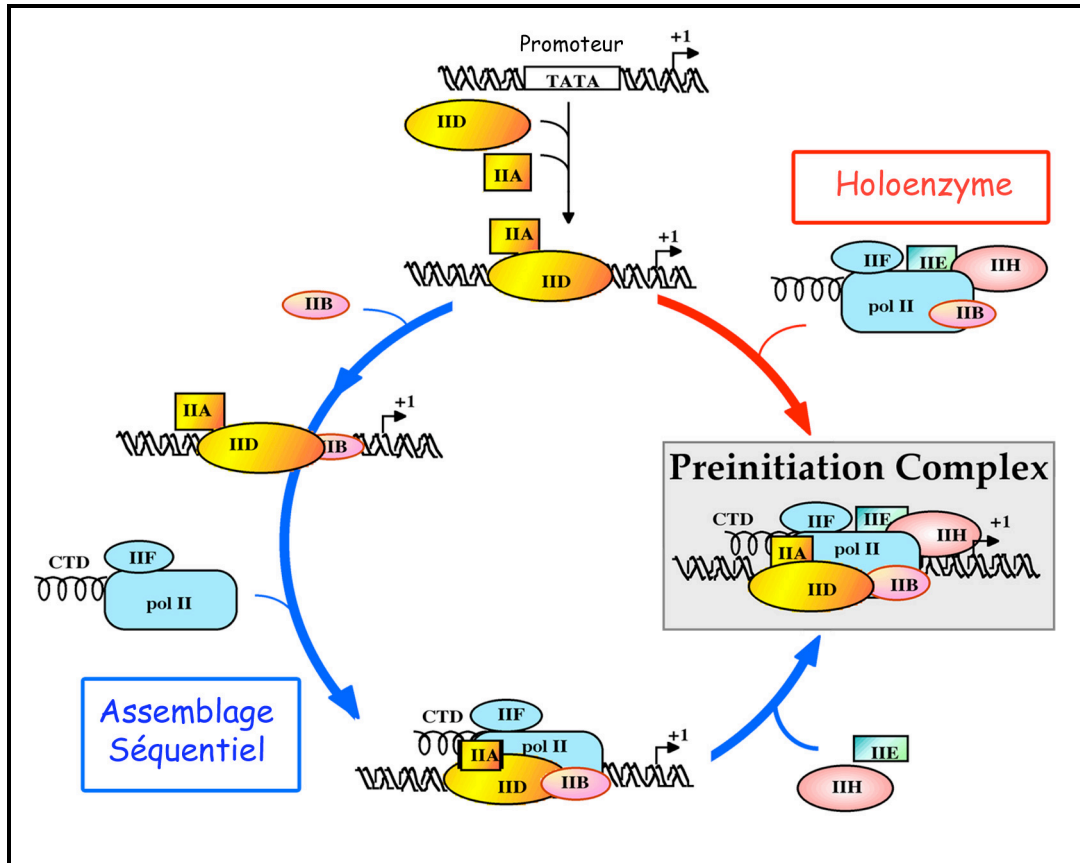 Promoteur
+1
TATA
IID
IIA
Holoenzyme
IIA
+1
IID
IIF
IIE
IIH
pol II
IIB
IIB
IIA
+1
IID
IB
Preinitiation Complex
CTD
IIF
IIE
IIH
+1
IIA
pol II
IID
IIB
CTD
IIF
pol II
Assemblage
Séquentiel
CTD
IIF
IIA
pol II
+1
IID
IIB
IIE
IIH